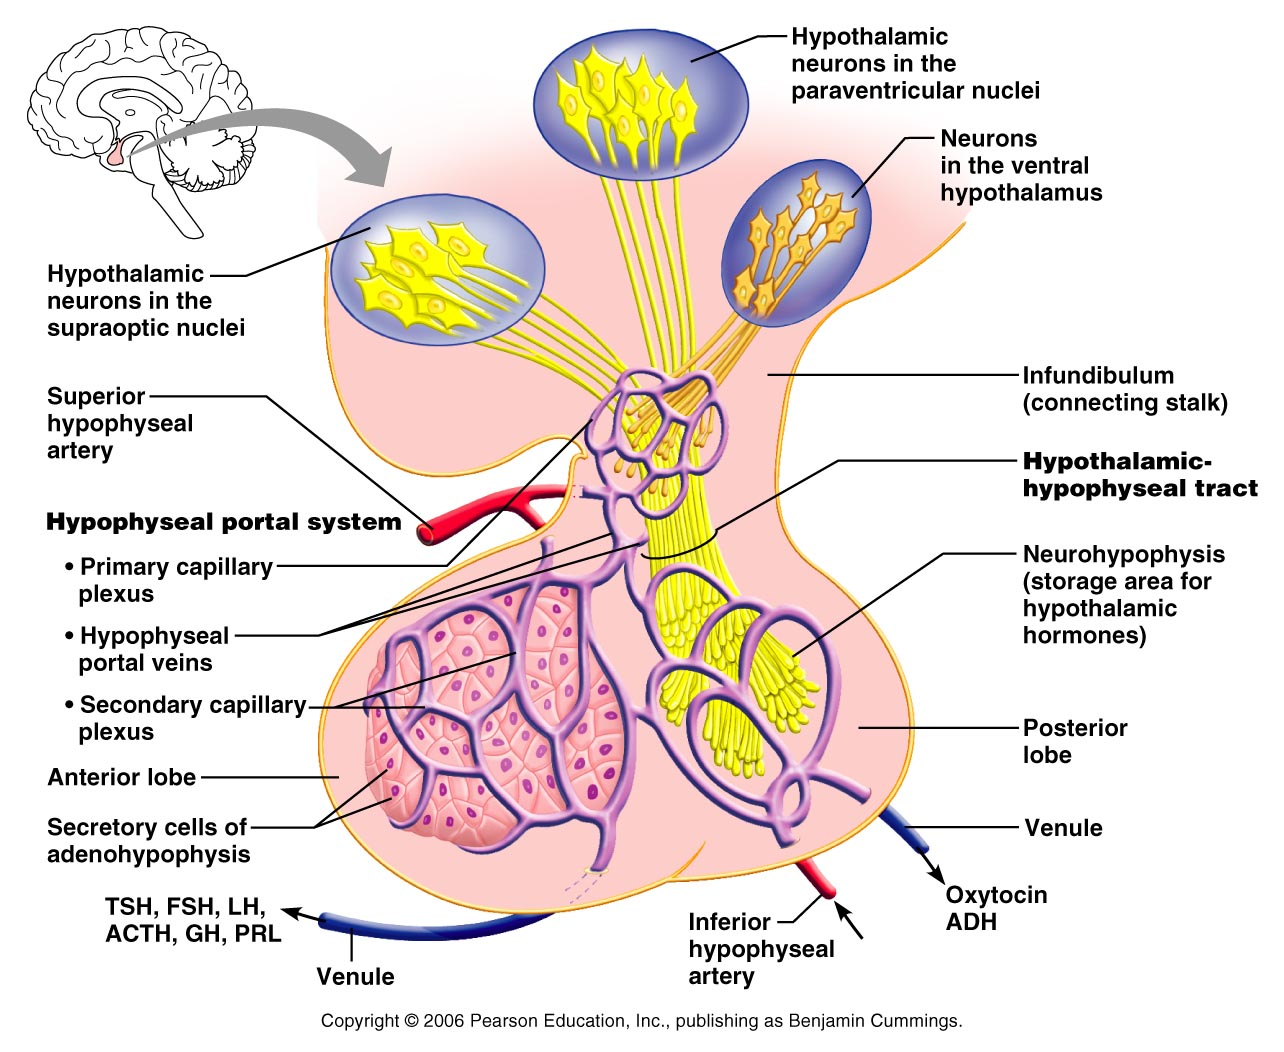 Hypothalamic
neurons in the
paraventricular nuclei
Neurons
in the ventral
hypothalamus
Hypothalamic
neurons in the
supraoptic nuclei
Superior
hypophyseal
artery
Infundibulum
(connecting stalk)
Hypothalamic-
hypophyseal tract
Hypophyseal portal system
• Primary capillary
plexus
• Hypophyseal
portal veins
• Secondary capillary
plexus
Anterior lobe
Secretory cells of
adenohypophysis
Neurohypophysis
(storage area for
hypothalamic
hormones)
Posterior
lobe
Venule
Oxytocin
ADH
TSH, FSH, LH,
ACTH, GH, PRL
Venule
Inferior
hypophyseal
artery
Copyright © 2006 Pearson Education, Inc., publishing as Benjamin Cummings.